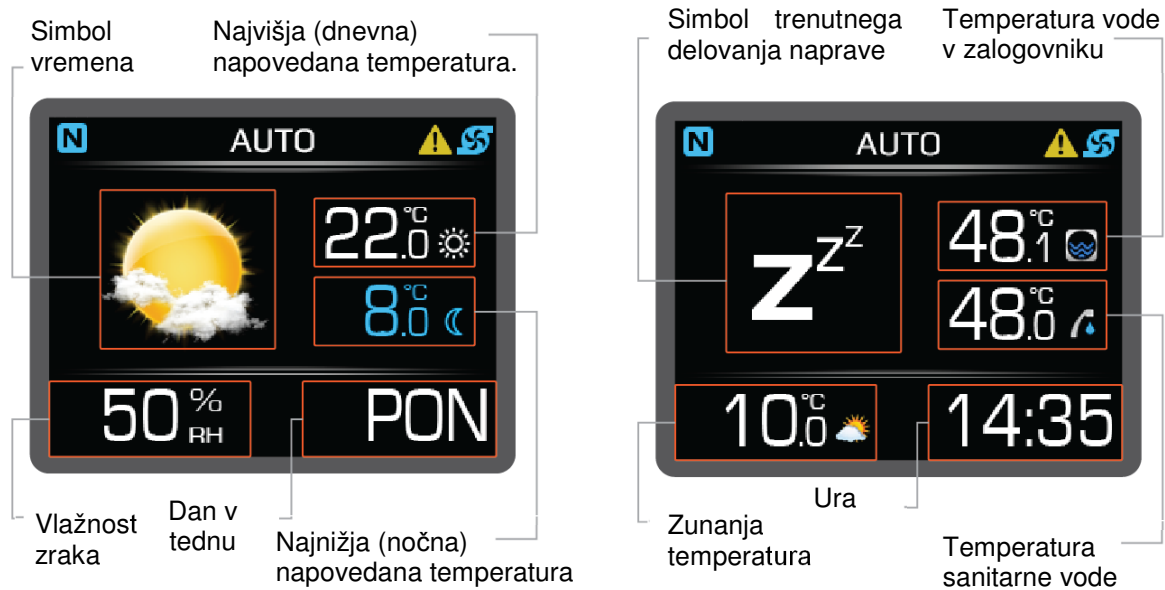 Simbol
vremena
Najvišja (dnevna)
napovedana temperatura.
N AUTO
22.0 °C
8.0 °C
50 % RH
PON
Vlažnost
zraka
Dan v
tednu
Najnižja (nočna)
napovedana temperatura
Simbol trenutnega
delovanja naprave
Temperatura vode
v zalogovniku
N AUTO
zzZ
48.1 °C
48.0 °C
10.0 °C
14:35
Ura
Zunanja
temperatura
Temperatura
sanitarne vode